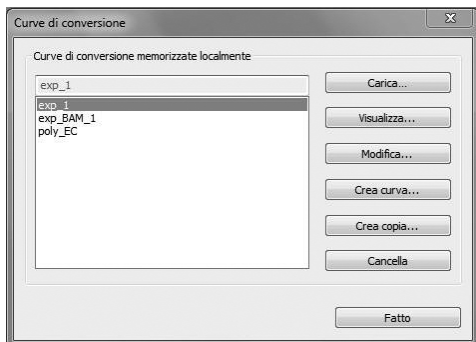 Curve di conversione
Curve di conversione memorizzate localmente
exp_1
exp_1
exp_BAM_1
poly_EC
Carica...
Visualizza...
Modifica...
Crea curva...
Crea copia...
Cancella
Fatto